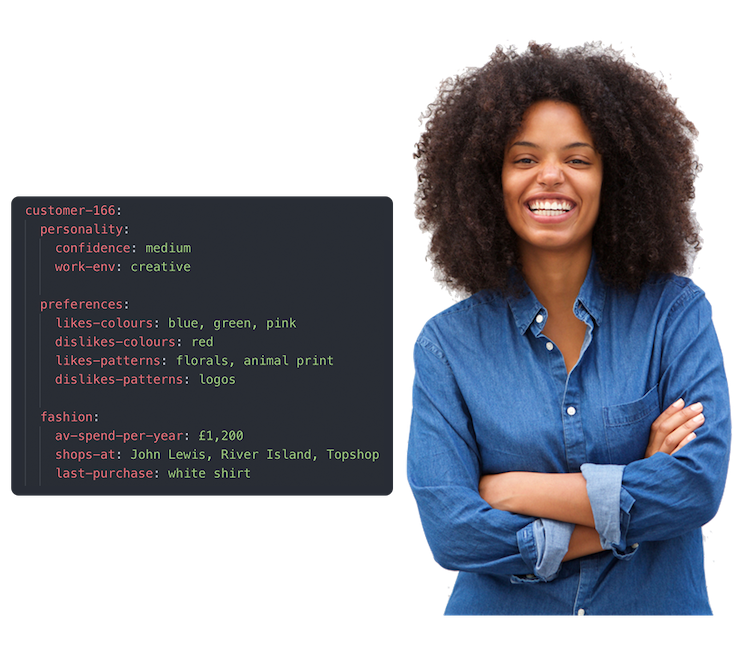 customer-166:
personality:
confidence: medium
work-env: creative
preferences:
likes-colours: blue, green, pink
dislikes-colours: red
likes-patterns: florals, animal print
dislikes-patterns: logos
fashion:
av-spend-per-year: £1,200
shops-at: John Lewis, River Island, Topshop
last-purchase: white shirt